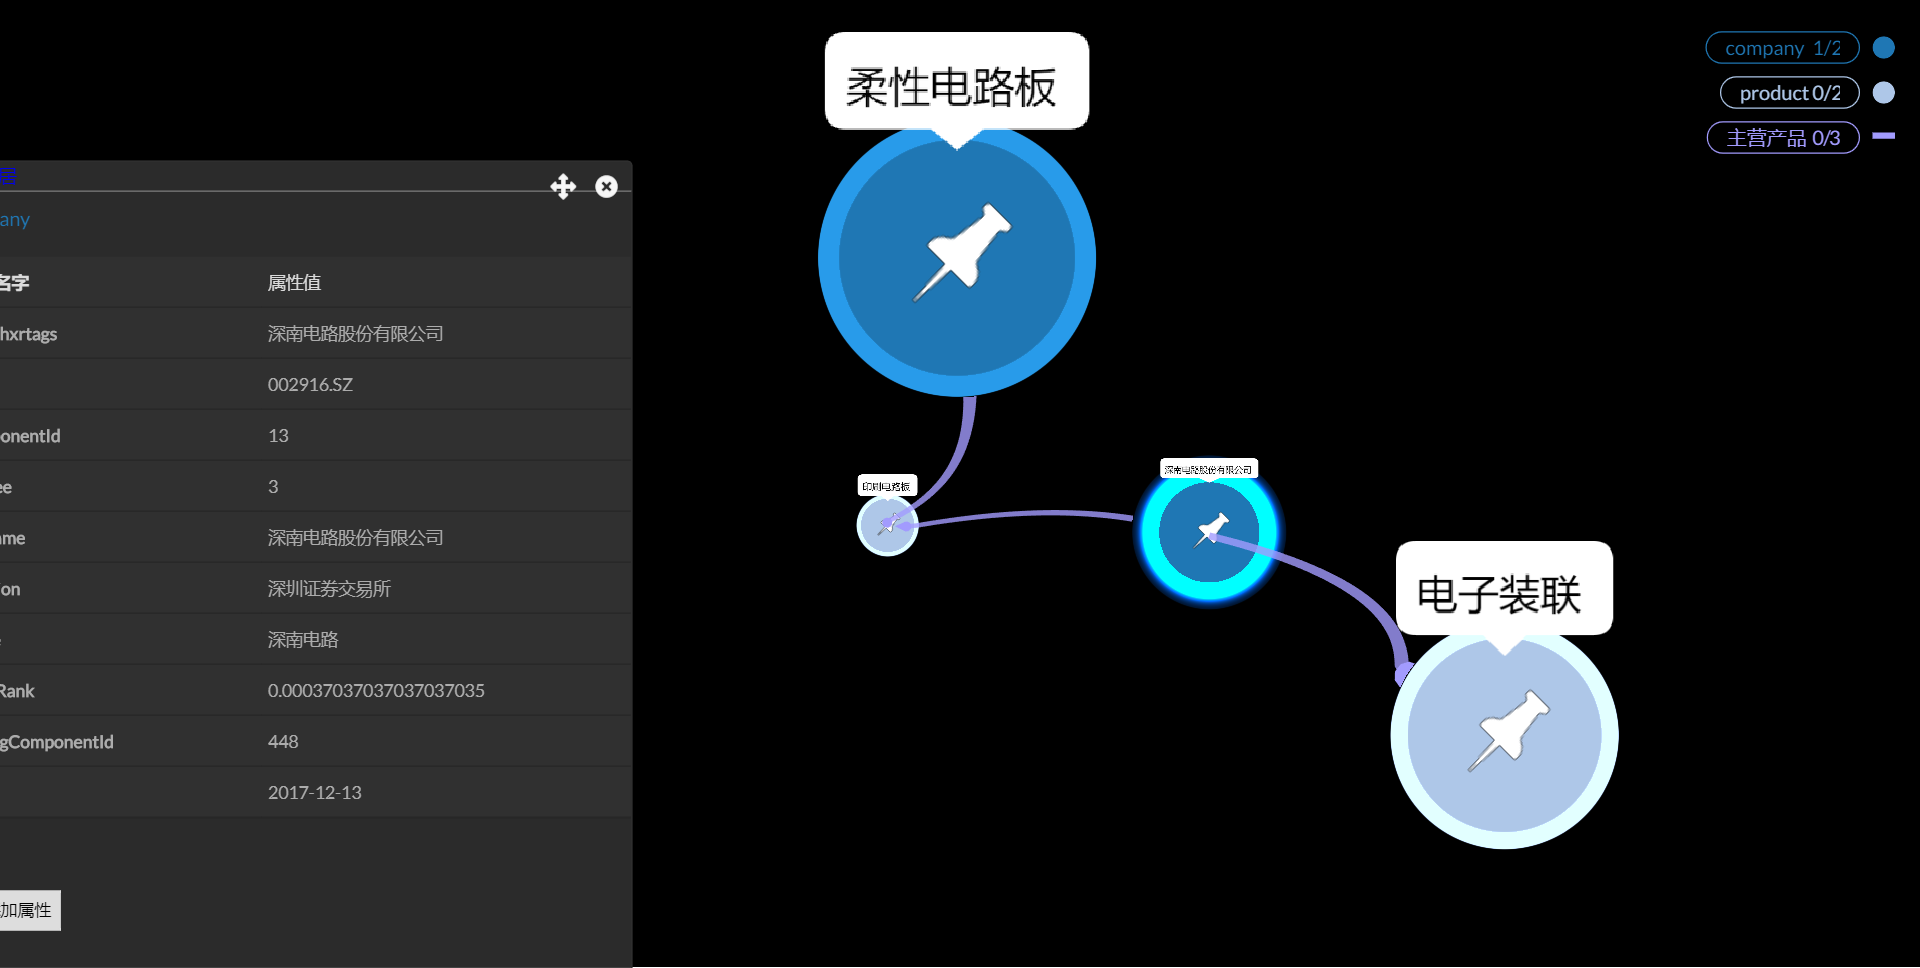 居
any
名字 属性值
hxrtags 深南电路股份有限公司
002916.SZ
onentId 13
ee 3
ame 深南电路股份有限公司
ion 深圳证券交易所
深南电路
Rank 0.00037037037037037035
gComponentId 448
2017-12-13
加属性
柔性电路板
印刷电路板
深南电路股份有限公司
电子装联
company 1/2
product 0/2
主营产品 0/3